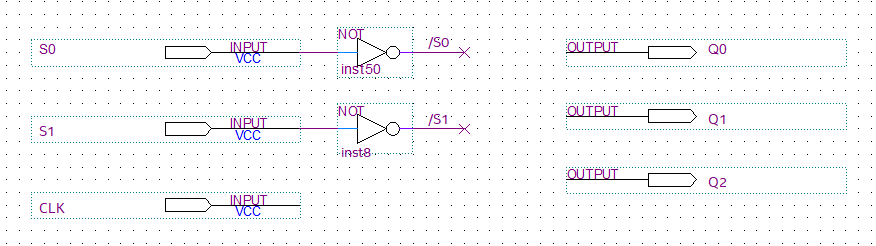 NOT
S0 INPUT /S0 OUTPUT Q0
VCC
inst50
NOT
S1 INPUT /S1 OUTPUT Q1
VCC
inst8
OUTPUT Q2
CLK INPUT
VCC